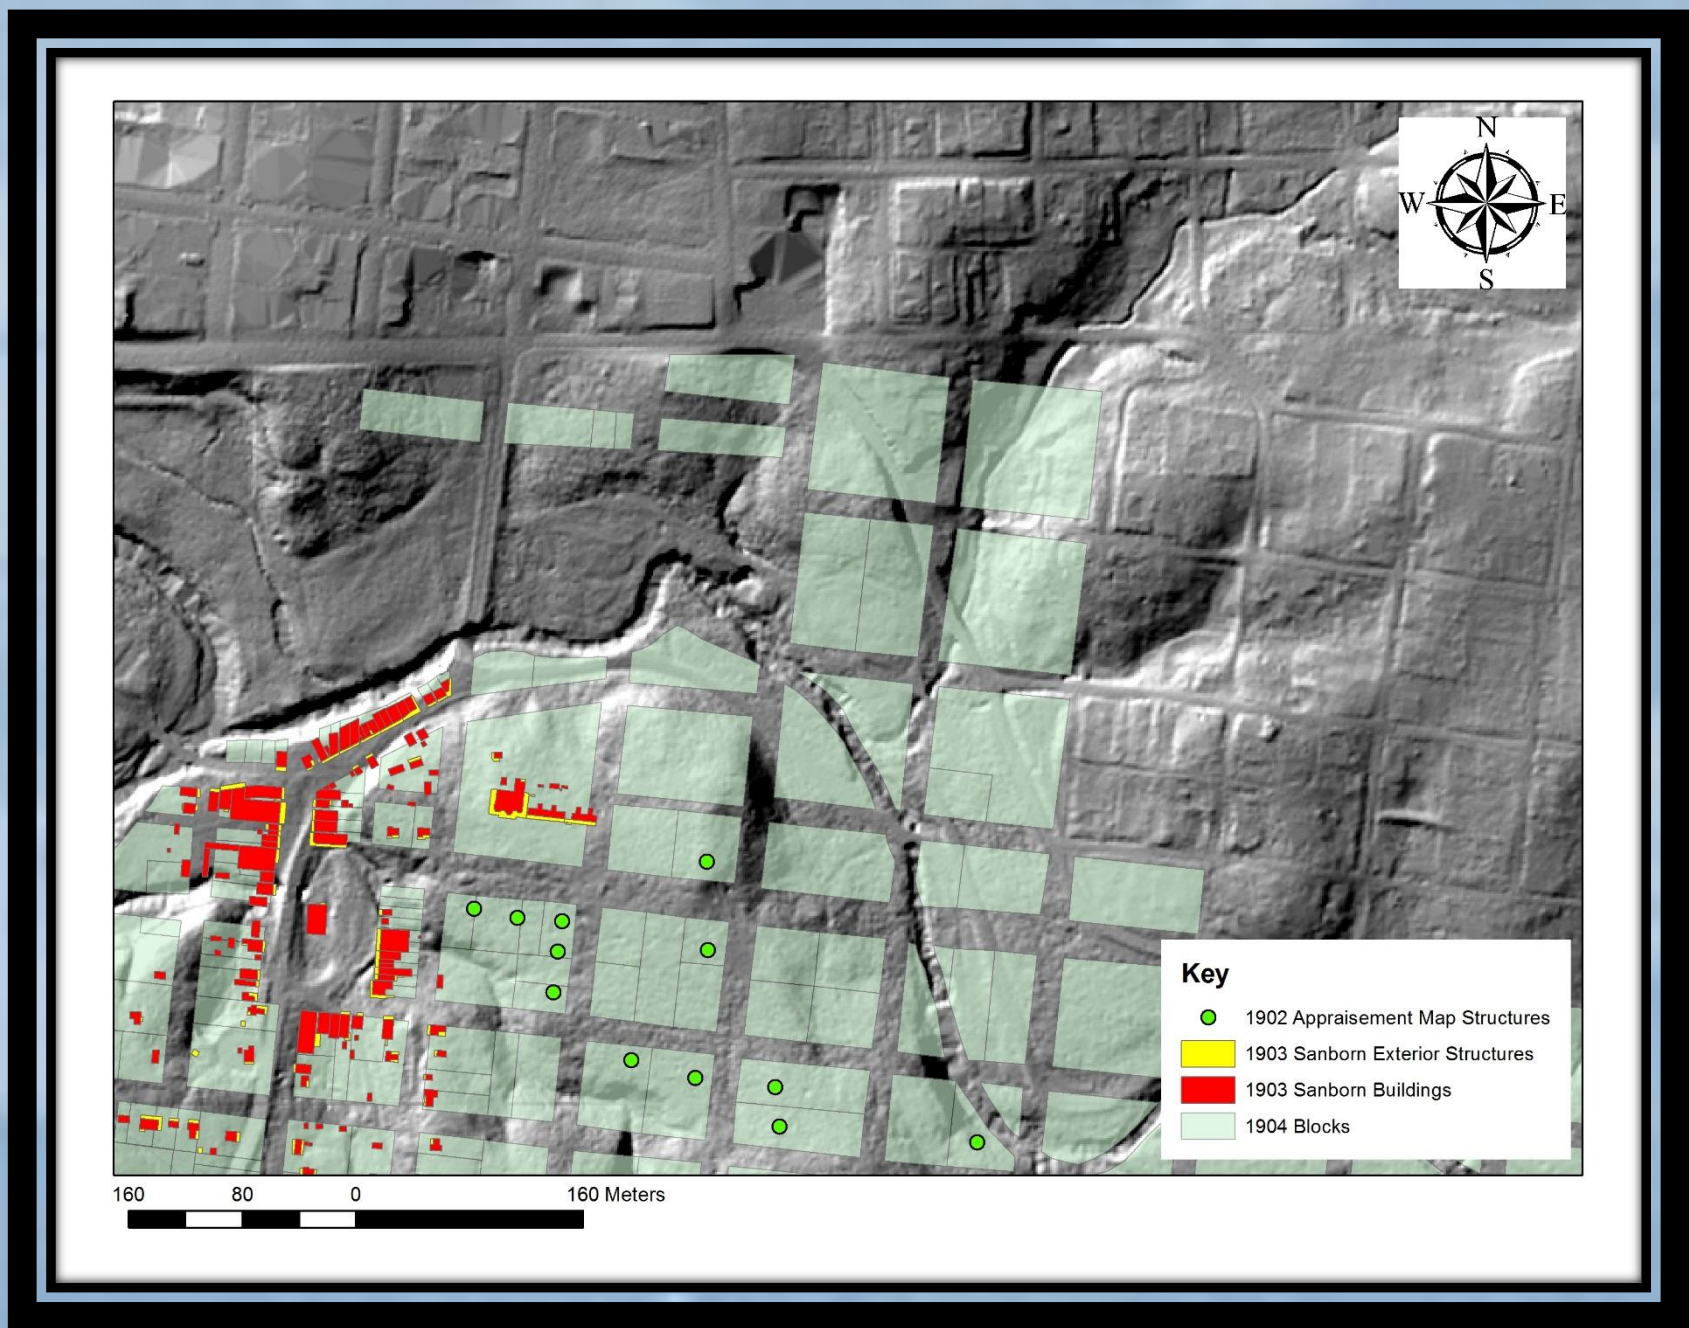 N
W E
S
Key
1902 Appraisement Map Structures
1903 Sanborn Exterior Structures
1903 Sanborn Buildings
1904 Blocks
160 80 0 160 Meters